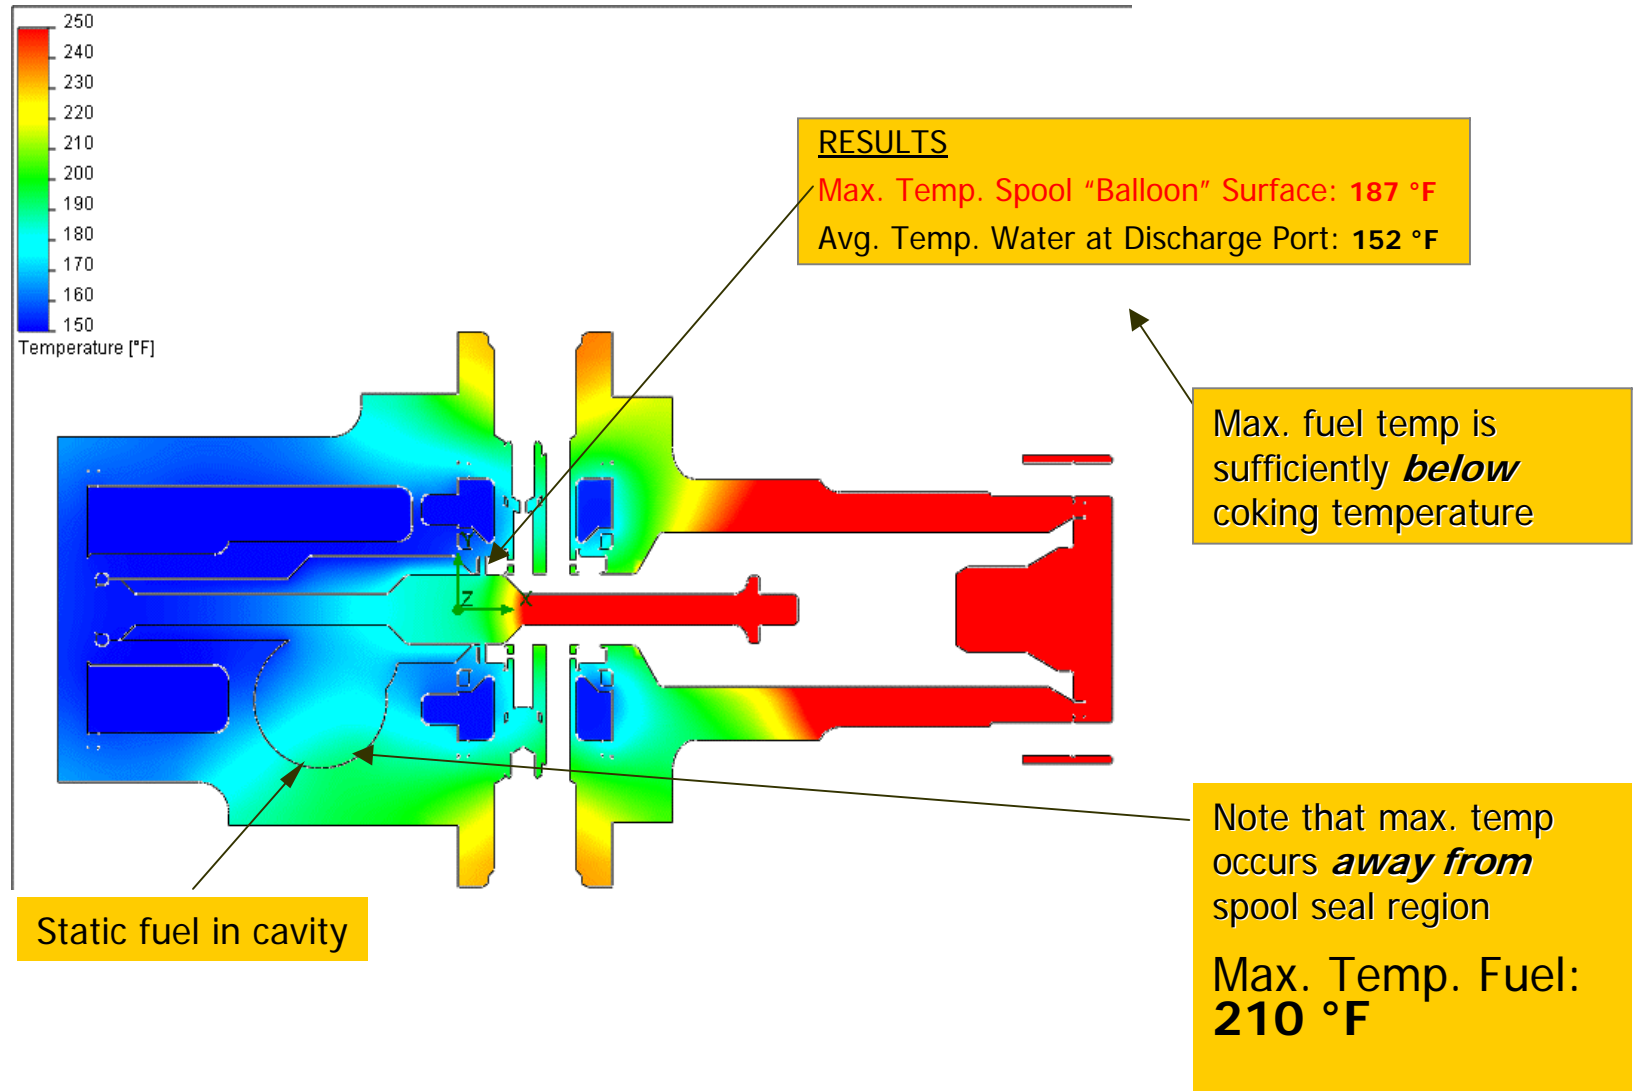 250
240
230
220
210
200
190
180
170
160
150
Temperature [°F]
RESULTS
Max. Temp. Spool “Balloon” Surface: 187 °F
Avg. Temp. Water at Discharge Port: 152 °F
Max. fuel temp is
sufficiently below
coking temperature
Y
Z
X
Note that max. temp
occurs away from
spool seal region
Max. Temp. Fuel:
210 °F
Static fuel in cavity